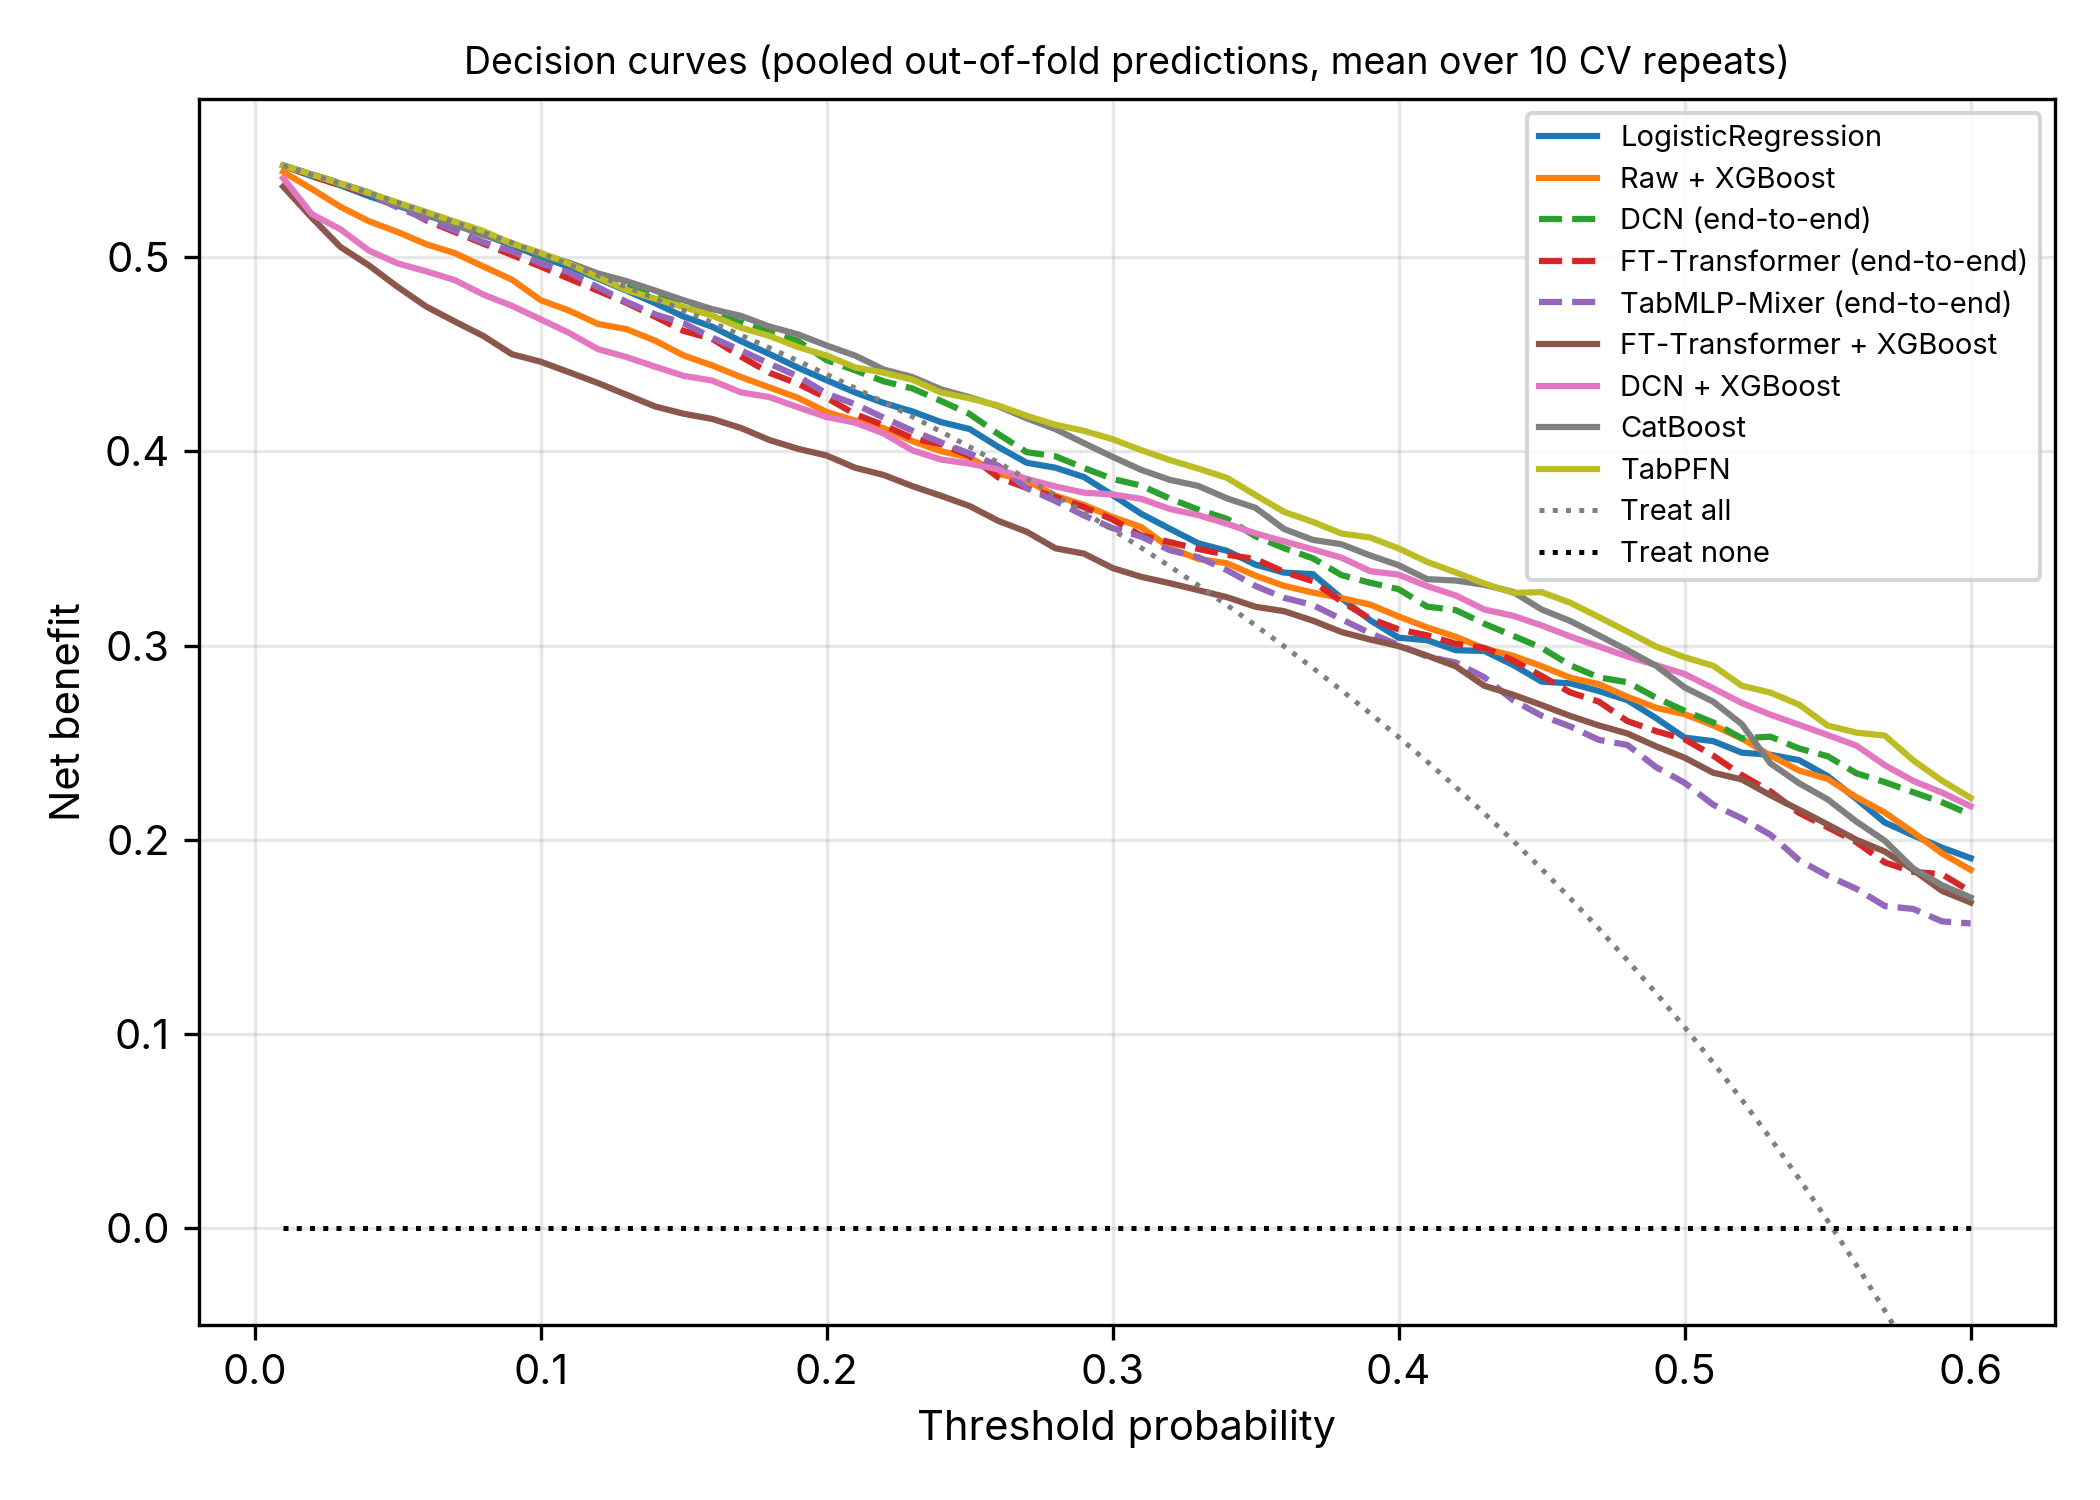 Decision curves (pooled out-of-fold predictions, mean over 10 CV repeats)
LogisticRegression
Raw + XGBoost
DCN (end-to-end)
FT-Transformer (end-to-end)
TabMLP-Mixer (end-to-end)
FT-Transformer + XGBoost
DCN + XGBoost
CatBoost
TabPFN
Treat all
Treat none
Net benefit
0.5
0.4
0.3
0.2
0.1
0.0
0.0 0.1 0.2 0.3 0.4 0.5 0.6
Threshold probability